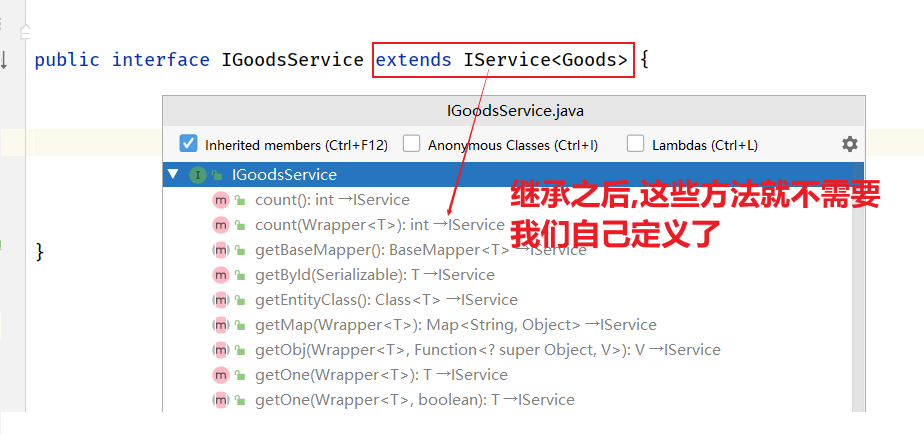 public interface IGoodsService extends IService<Goods> {
IGoodsService.java
Inherited members (Ctrl+F12) Anonymous Classes (Ctrl+I) Lambdas (Ctrl+L)
I IGoodsService
m count(): int →IService
m count(Wrapper<T>): int →IService
m getBaseMapper(): BaseMapper<T> →IService
m getById(Serializable): T →IService
m getEntityClass(): Class<T> →IService
m getMap(Wrapper<T>): Map<String, Object> →IService
m getObj(Wrapper<T>, Function<? super Object, V>): V →IService
m getOne(Wrapper<T>): T →IService
m getOne(Wrapper<T>, boolean): T →IService
继承之后,这些方法就不需要
我们自己定义了
}